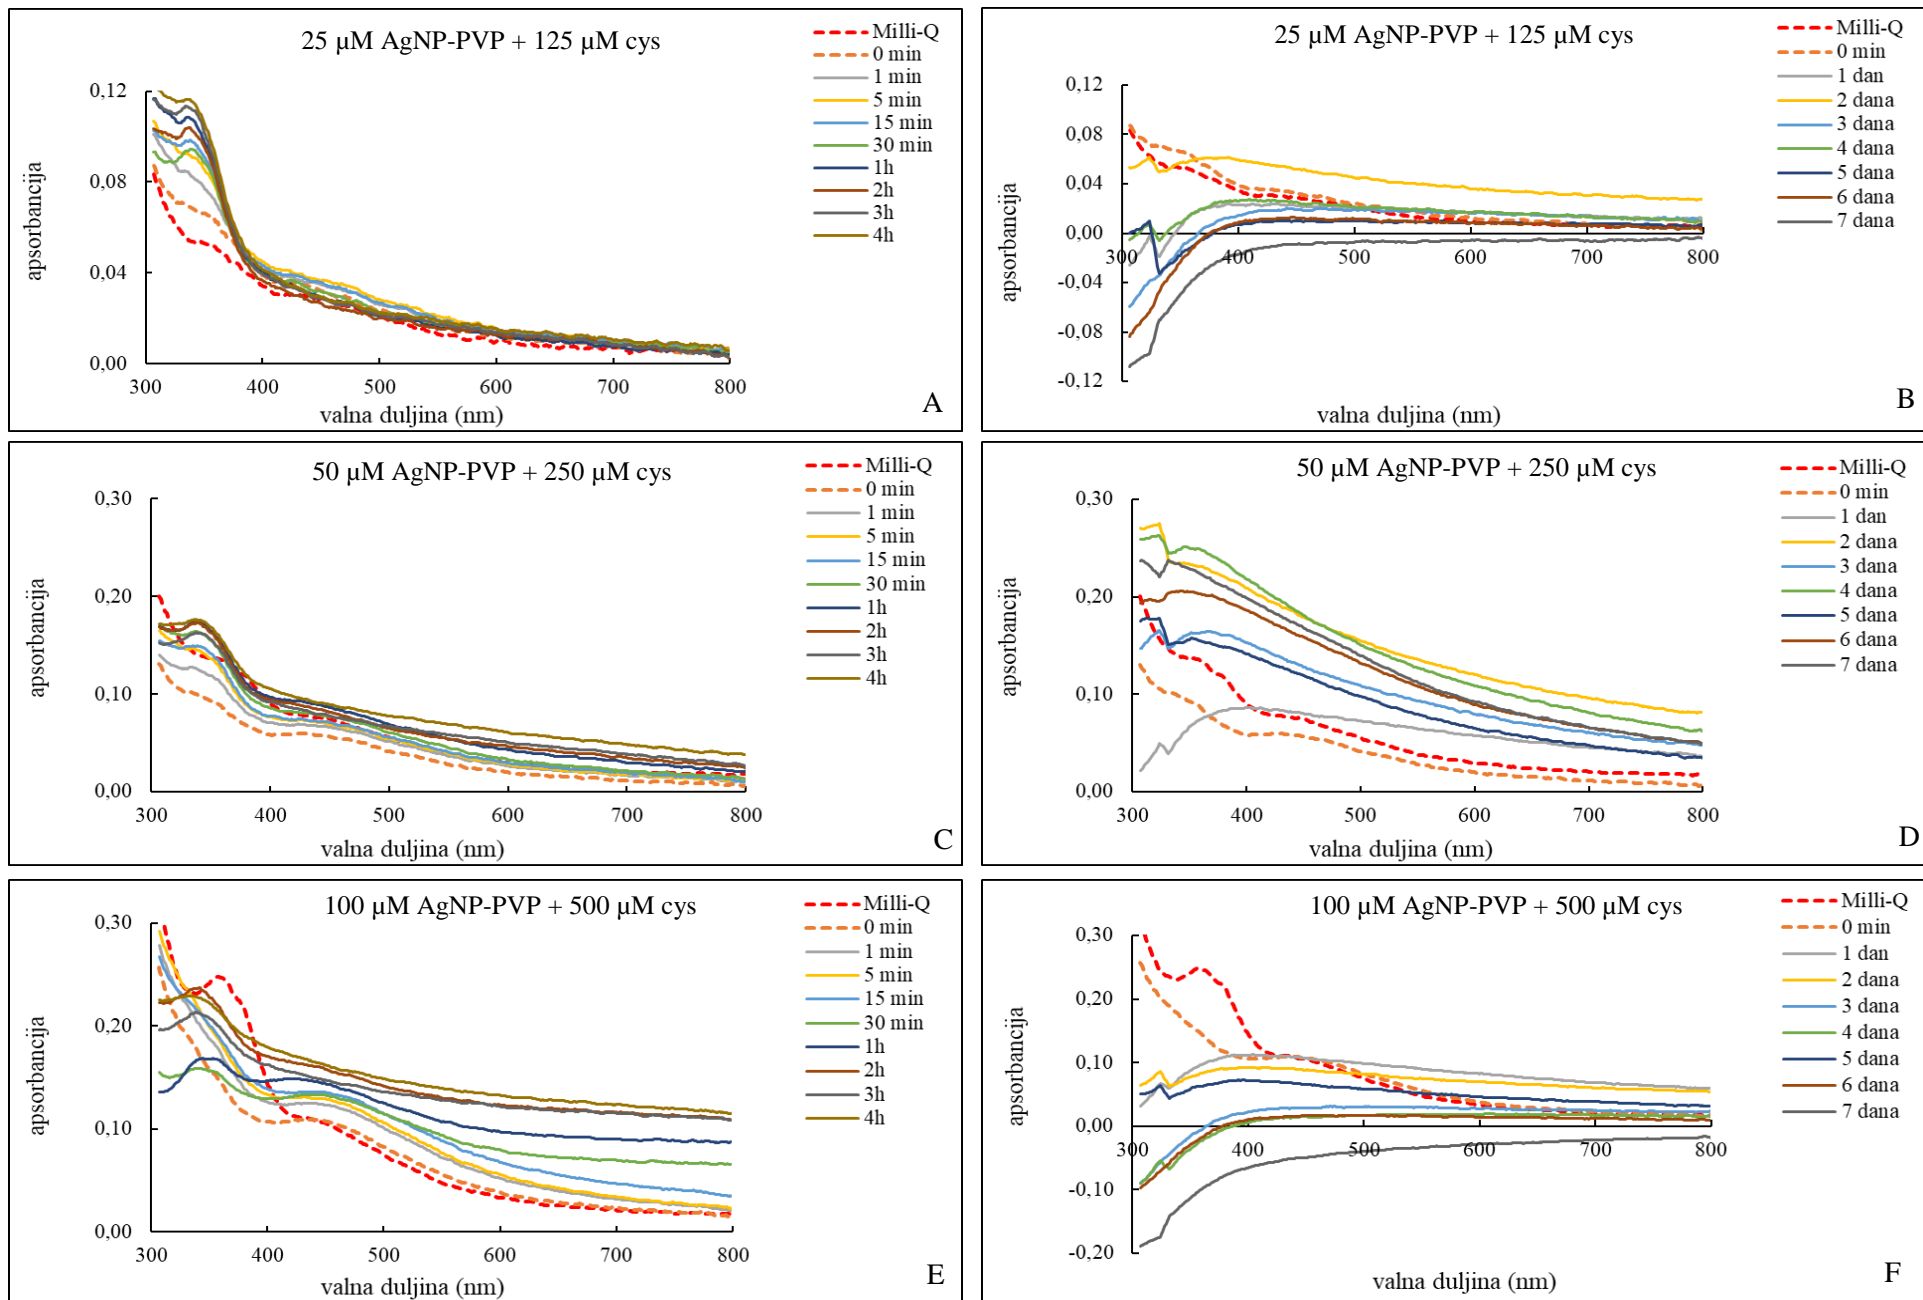 25 µM AgNP-PVP + 125 µM cys
Milli-Q
0 min
1 min
5 min
15 min
30 min
1h
2h
3h
4h
apsorbancija
0,12
0,08
0,04
0,00
300 400 500 600 700 800
valna duljina (nm)
A
25 µM AgNP-PVP + 125 µM cys
Milli-Q
0 min
1 dan
2 dana
3 dana
4 dana
5 dana
6 dana
7 dana
apsorbancija
0,12
0,08
0,04
0,00
-0,04
-0,08
-0,12
300 400 500 600 700 800
valna duljina (nm)
B
50 µM AgNP-PVP + 250 µM cys
Milli-Q
0 min
1 min
5 min
15 min
30 min
1h
2h
3h
4h
apsorbancija
0,30
0,20
0,10
0,00
300 400 500 600 700 800
valna duljina (nm)
C
50 µM AgNP-PVP + 250 µM cys
Milli-Q
0 min
1 dan
2 dana
3 dana
4 dana
5 dana
6 dana
7 dana
apsorbancija
0,30
0,20
0,10
0,00
300 400 500 600 700 800
valna duljina (nm)
D
100 µM AgNP-PVP + 500 µM cys
Milli-Q
0 min
1 min
5 min
15 min
30 min
1h
2h
3h
4h
apsorbancija
0,30
0,20
0,10
0,00
300 400 500 600 700 800
valna duljina (nm)
E
100 µM AgNP-PVP + 500 µM cys
Milli-Q
0 min
1 dan
2 dana
3 dana
4 dana
5 dana
6 dana
7 dana
apsorbancija
0,30
0,20
0,10
0,00
-0,10
-0,20
300 400 500 600 700 800
valna duljina (nm)
F